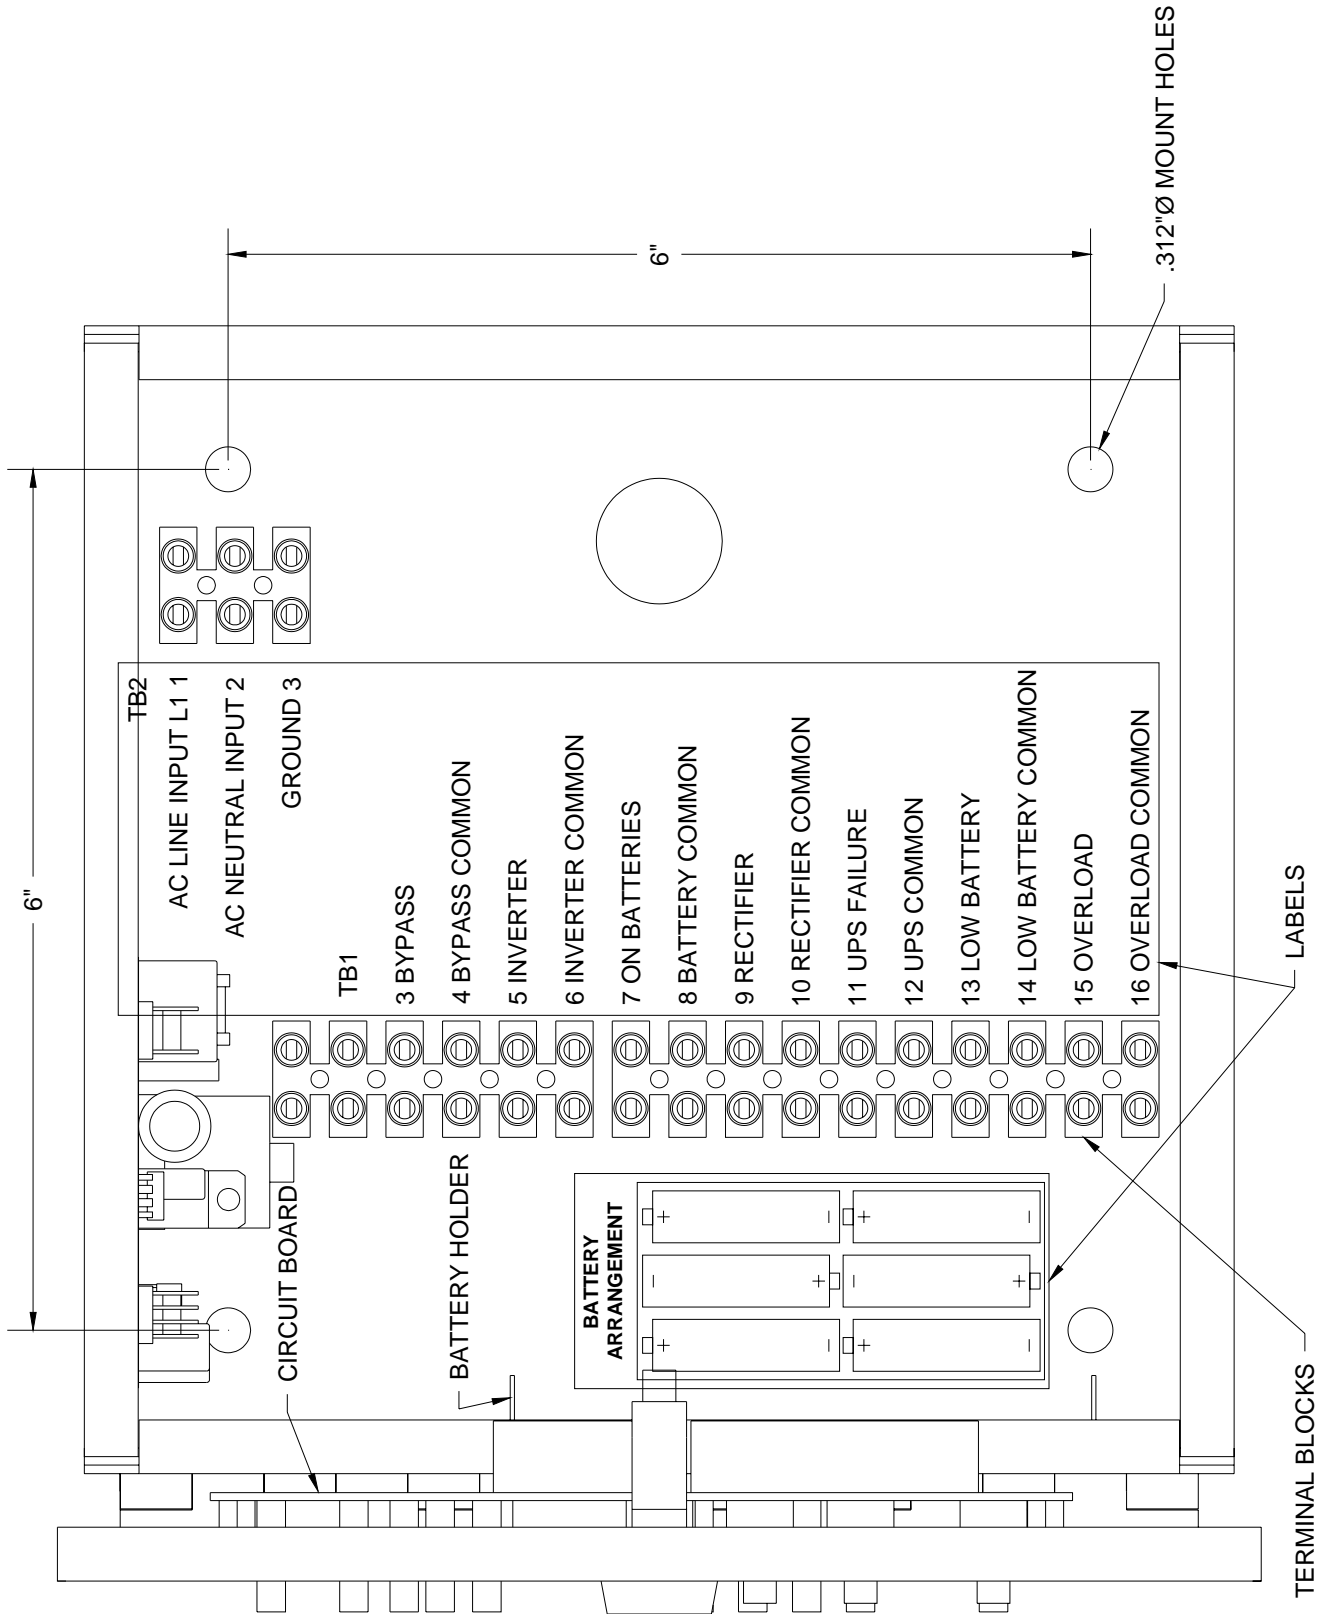 6"
6"
.312"Ø MOUNT HOLES
TB2
AC LINE INPUT L1 1
AC NEUTRAL INPUT 2
GROUND 3
TB1
3 BYPASS
4 BYPASS COMMON
5 INVERTER
6 INVERTER COMMON
7 ON BATTERIES
8 BATTERY COMMON
9 RECTIFIER
10 RECTIFIER COMMON
11 UPS FAILURE
12 UPS COMMON
13 LOW BATTERY
14 LOW BATTERY COMMON
15 OVERLOAD
16 OVERLOAD COMMON
LABELS
CIRCUIT BOARD
BATTERY HOLDER
BATTERY
ARRANGEMENT
+ - + -
- + - +
+ - + -
TERMINAL BLOCKS